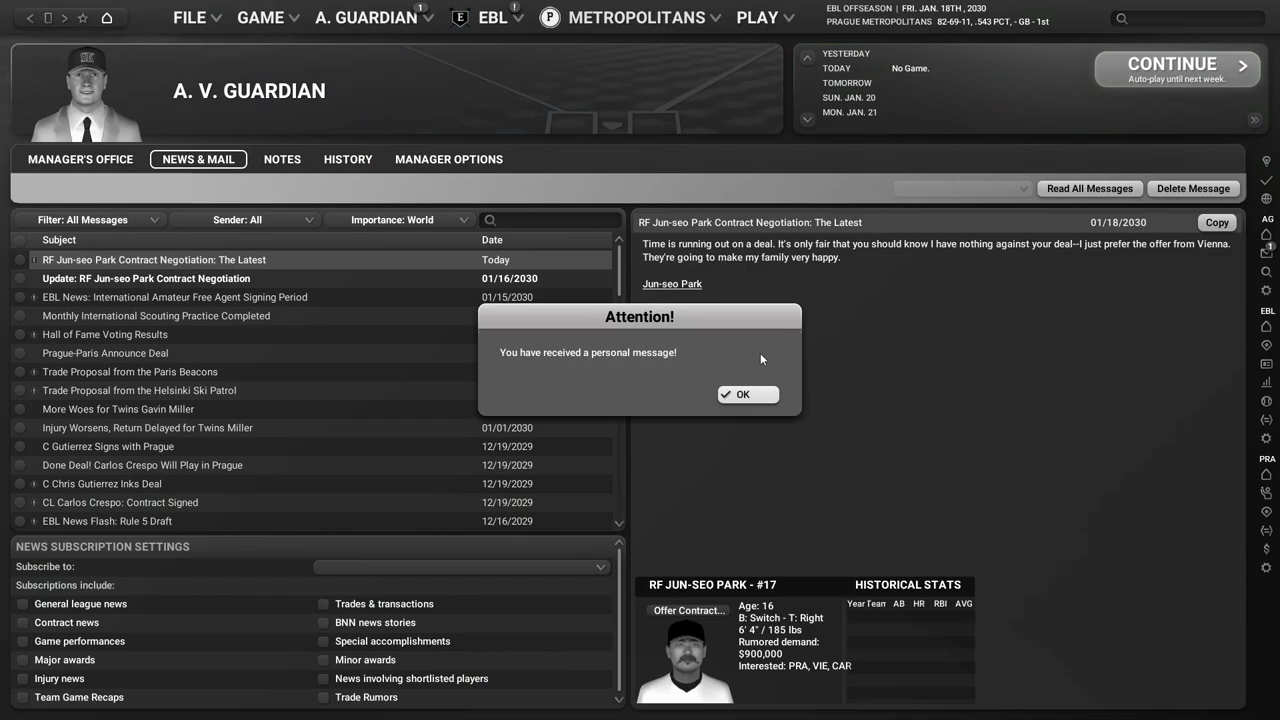 FILE
GAME
A. GUARDIAN
1
E
EBL
!
P
METROPOLITANS
PLAY
EBL OFFSEASON | FRI. JAN. 18TH , 2030
PRAGUE METROPOLITANS 82-69-11, .543 PCT, - GB - 1st
A. V. GUARDIAN
YESTERDAY
TODAY No Game.
TOMORROW
SUN. JAN. 20
MON. JAN. 21
CONTINUE
Auto-play until next week.
MANAGER'S OFFICE
NEWS & MAIL
NOTES
HISTORY
MANAGER OPTIONS
Read All Messages
Delete Message
Filter: All Messages
Sender: All
Importance: World
Subject Date
RF Jun-seo Park Contract Negotiation: The Latest Today
Update: RF Jun-seo Park Contract Negotiation 01/16/2030
EBL News: International Amateur Free Agent Signing Period 01/15/2030
Monthly International Scouting Practice Completed
Hall of Fame Voting Results
Prague-Paris Announce Deal
Trade Proposal from the Paris Beacons
Trade Proposal from the Helsinki Ski Patrol
More Woes for Twins Gavin Miller
Injury Worsens, Return Delayed for Twins Miller 01/01/2030
C Gutierrez Signs with Prague 12/19/2029
Done Deal! Carlos Crespo Will Play in Prague 12/19/2029
C Chris Gutierrez Inks Deal 12/19/2029
CL Carlos Crespo: Contract Signed 12/19/2029
EBL News Flash: Rule 5 Draft 12/16/2029
RF Jun-seo Park Contract Negotiation: The Latest 01/18/2030
Copy
Time is running out on a deal. It's only fair that you should know I have nothing against your deal--I just prefer the offer from Vienna.
They're going to make my family very happy.
Jun-seo Park
Attention!
You have received a personal message!
OK
NEWS SUBSCRIPTION SETTINGS
Subscribe to:
Subscriptions include:
General league news Trades & transactions
Contract news BNN news stories
Game performances Special accomplishments
Major awards Minor awards
Injury news News involving shortlisted players
Team Game Recaps Trade Rumors
RF JUN-SEO PARK - #17
Offer Contract...
Age: 16
B: Switch - T: Right
6' 4" / 185 lbs
Rumored demand:
$900,000
Interested: PRA, VIE, CAR
HISTORICAL STATS
Year Team AB HR RBI AVG
AG
1
EBL
PRA